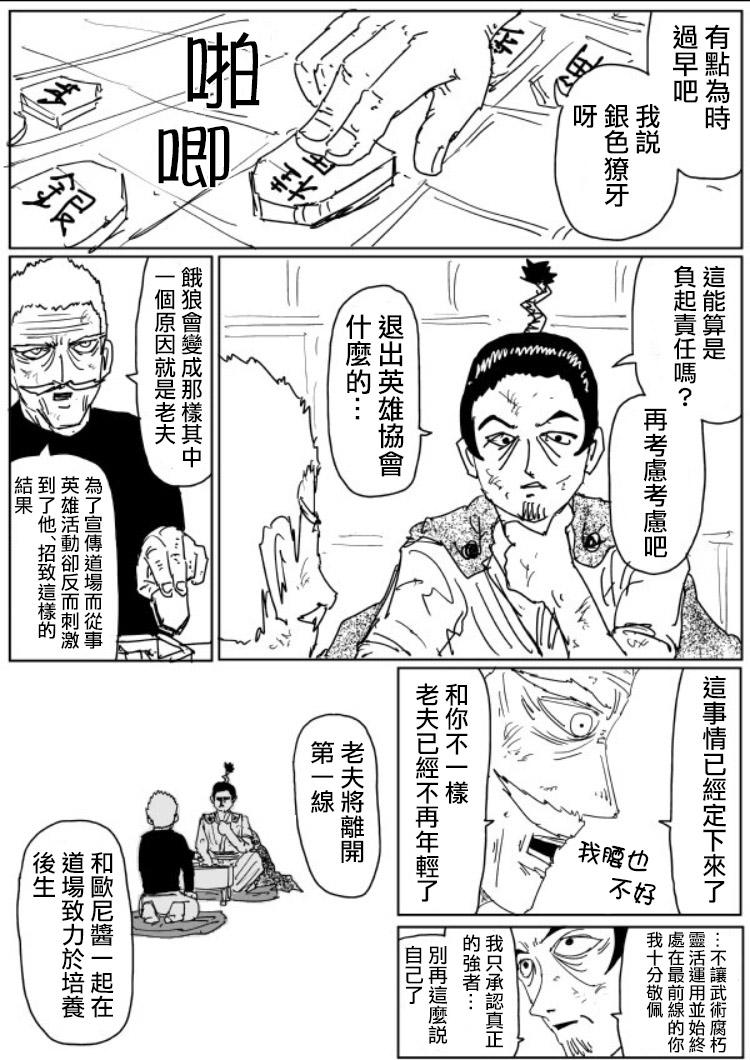 有點為時
過早吧
我説
銀色獠牙
呀
啪
唧
銀
桂
這能算是
負起責任嗎？
再考慮考慮吧
退出英雄協會
什麼的…
餓狼會變成那樣其中
一個原因就是老夫
為了宣傳道場而從事
英雄活動卻反而刺激
到了他、招致這樣的
結果
這事情已經定下來了
和你不一樣
老夫已經不再年輕了
我腰也
不好
…不讓武術腐朽
靈活運用並始終
處在最前線的你
我十分敬佩
我只承認真正
的強者…
別再這麼說
自己了
老夫將離開
第一線
和歐尼醬一起在
道場致力於培養
後生